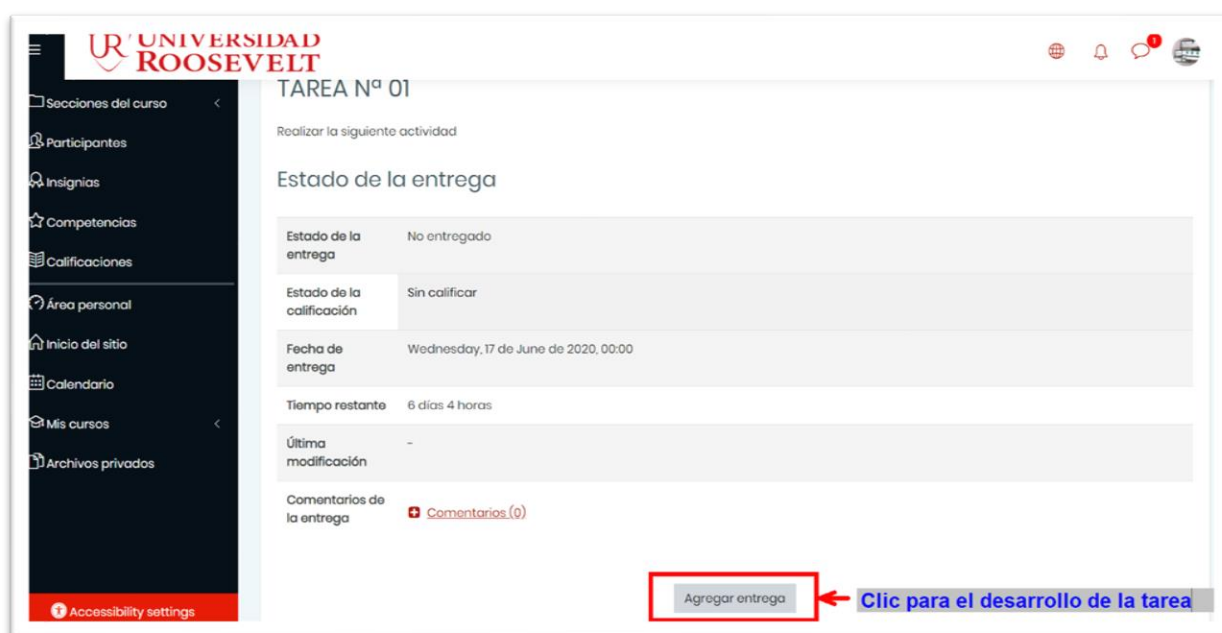 UR UNIVERSIDAD
ROOSEVELT
1
Secciones del curso
Participantes
Insignias
Competencias
Calificaciones
Área personal
Inicio del sitio
Calendario
Mis cursos
Archivos privados
Accessibility settings
TAREA Nª 01
Realizar la siguiente actividad
Estado de la entrega
Estado de la
entrega
No entregado
Estado de la
calificación
Sin calificar
Fecha de
entrega
Wednesday, 17 de June de 2020, 00:00
Tiempo restante
6 días 4 horas
Última
modificación
-
Comentarios de
la entrega
Comentarios (0)
Agregar entrega
Clic para el desarrollo de la tarea